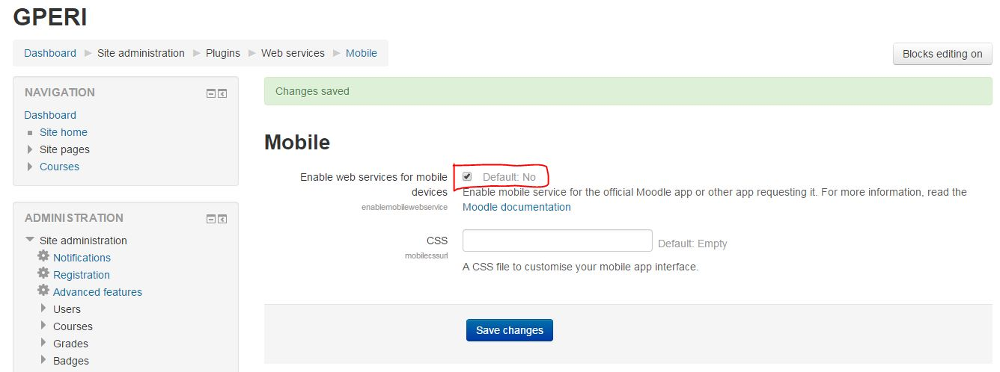 GPERI
Dashboard Site administration Plugins Web services Mobile
Blocks editing on
NAVIGATION
Dashboard
Site home
Site pages
Courses
ADMINISTRATION
Site administration
Notifications
Registration
Advanced features
Users
Courses
Grades
Badges
Changes saved
Mobile
Enable web services for mobile
devices
enablemobilewebservice
Default: No
Enable mobile service for the official Moodle app or other app requesting it. For more information, read the
Moodle documentation
CSS
mobilecssurl
Default: Empty
A CSS file to customise your mobile app interface.
Save changes